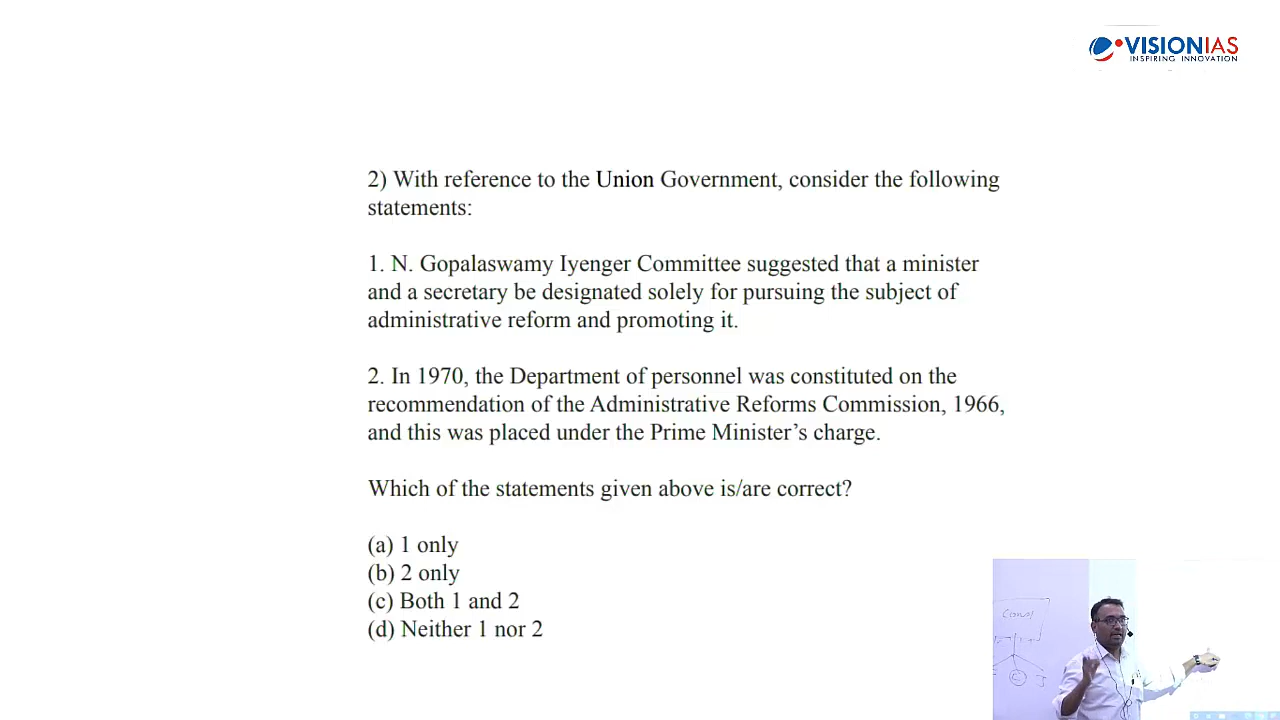 VISIONIAS
INSPIRING INNOVATION
2) With reference to the Union Government, consider the following
statements:
1. N. Gopalaswamy Iyenger Committee suggested that a minister
and a secretary be designated solely for pursuing the subject of
administrative reform and promoting it.
2. In 1970, the Department of personnel was constituted on the
recommendation of the Administrative Reforms Commission, 1966,
and this was placed under the Prime Minister’s charge.
Which of the statements given above is/are correct?
(a) 1 only
(b) 2 only
(c) Both 1 and 2
(d) Neither 1 nor 2